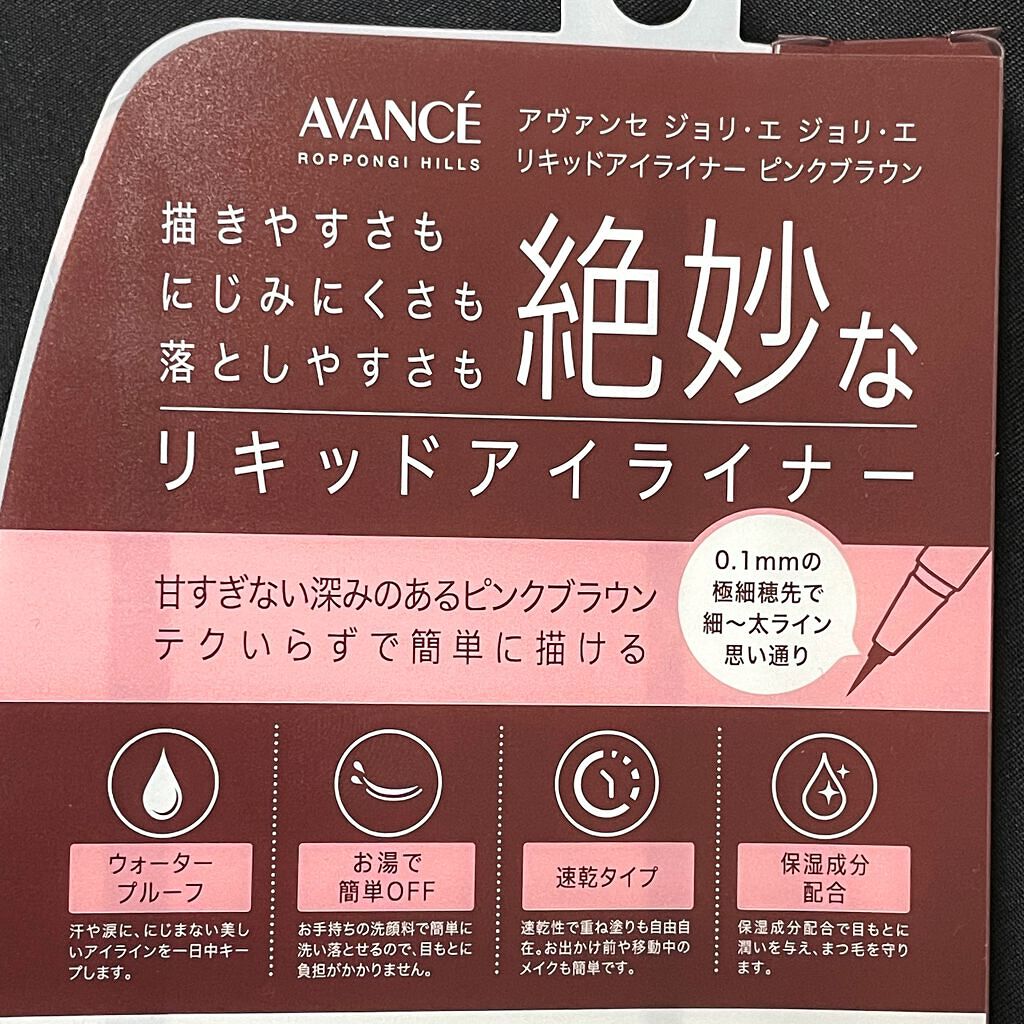 AVANCÉ
ROPPONGI HILLS
アヴァンセ ジョリ・エ ジョリ・エ
リキッドアイライナー ピンクブラウン
描きやすさも
にじみにくさも
落としやすさも
絶妙な
リキッドアイライナー
甘すぎない深みのあるピンクブラウン
テクいらずで簡単に描ける
0.1mmの
極細穂先で
細〜太ライン
思い通り
ウォーター
プルーフ
汗や涙に、にじまない美し
いアイラインを一日中キー
プします。
お湯で
簡単OFF
お手持ちの洗顔料で簡単に
洗い落とせるので、目もとに
負担がかかりません。
速乾タイプ
速乾性で重ね塗りも自由自
在。お出かけ前や移動中の
メイクも簡単です。
保湿成分
配合
保湿成分配合で目もとに
潤いを与え、まつ毛を守り
ます。